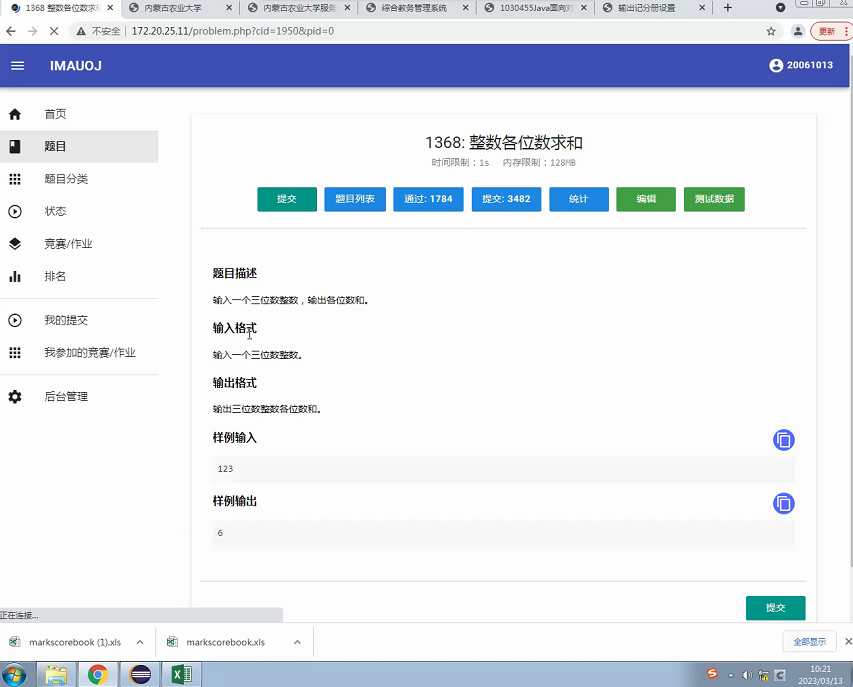 1368 整数各位数求
内蒙古农业大学
内蒙古农业大学服务
综合教务管理系统
1030455Java面向对
输出记分册设置
不安全
172.20.25.11/problem.php?cid=1950&pid=0
更新
IMAUOJ
20061013
首页
题目
题目分类
状态
竞赛/作业
排名
我的提交
我参加的竞赛/作业
后台管理
1368: 整数各位数求和
时间限制：1s 内存限制：128MB
提交
题目列表
通过: 1784
提交: 3482
统计
编辑
测试数据
题目描述
输入一个三位数整数，输出各位数和。
输入格式
输入一个三位数整数。
输出格式
输出三位数整数各位数和。
样例输入
123
样例输出
6
提交
正在连接...
markscorebook (1).xls
markscorebook.xls
全部显示
10:21
2023/03/13